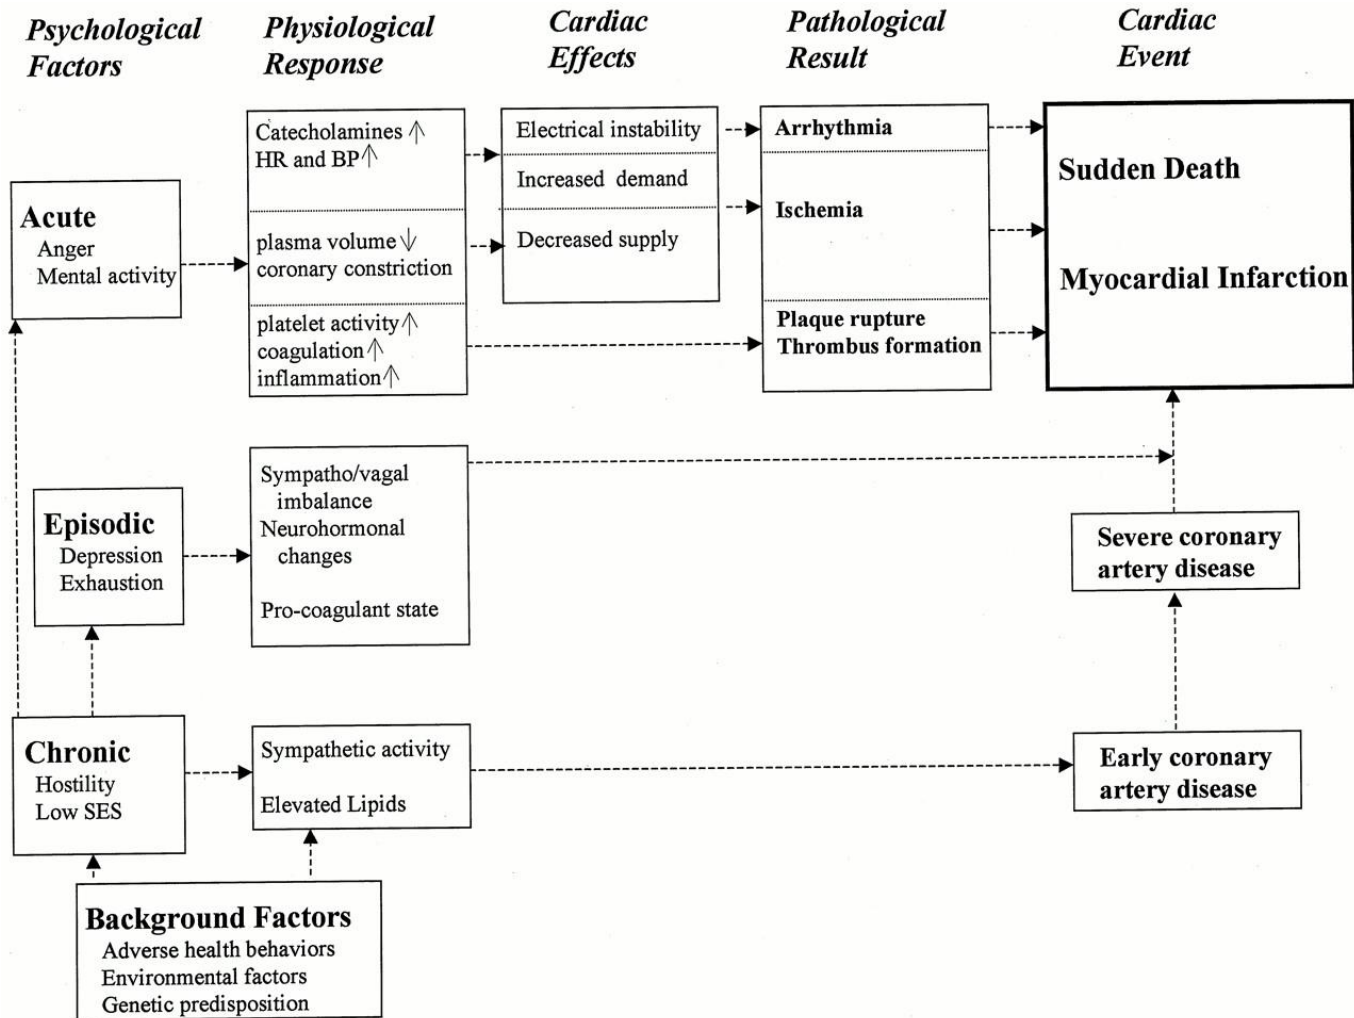 Psychological
Factors
Physiological
Response
Cardiac
Effects
Pathological
Result
Cardiac
Event
Acute
Anger
Mental activity
Catecholamines ↑
HR and BP ↑
plasma volume ↓
coronary constriction
platelet activity ↑
coagulation ↑
inflammation ↑
Electrical instability
Increased demand
Decreased supply
Arrhythmia
Ischemia
Plaque rupture
Thrombus formation
Sudden Death
Myocardial Infarction
Episodic
Depression
Exhaustion
Sympatho/vagal
imbalance
Neurohormonal
changes
Pro-coagulant state
Severe coronary
artery disease
Chronic
Hostility
Low SES
Sympathetic activity
Elevated Lipids
Early coronary
artery disease
Background Factors
Adverse health behaviors
Environmental factors
Genetic predisposition